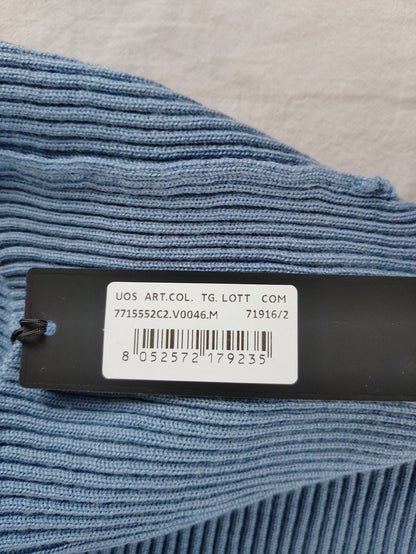 UOS ART.COL. TG. LOTT COM
7715552C2.V0046.M 71916/2
8 052572 179235